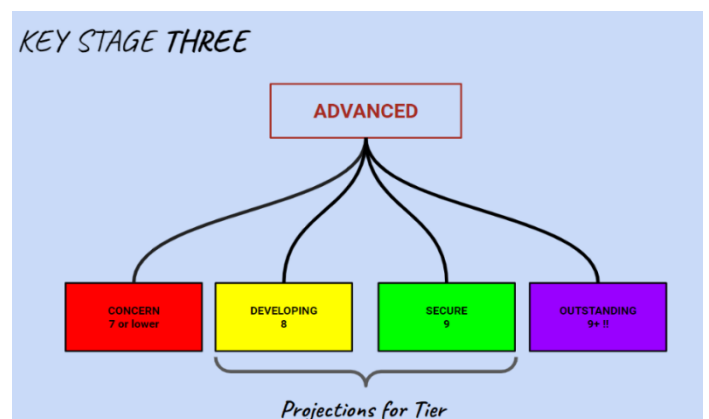 KEY STAGE THREE
ADVANCED
CONCERN
7 or lower
DEVELOPING
8
SECURE
9
OUTSTANDING
9+ !!
Projections for Tier